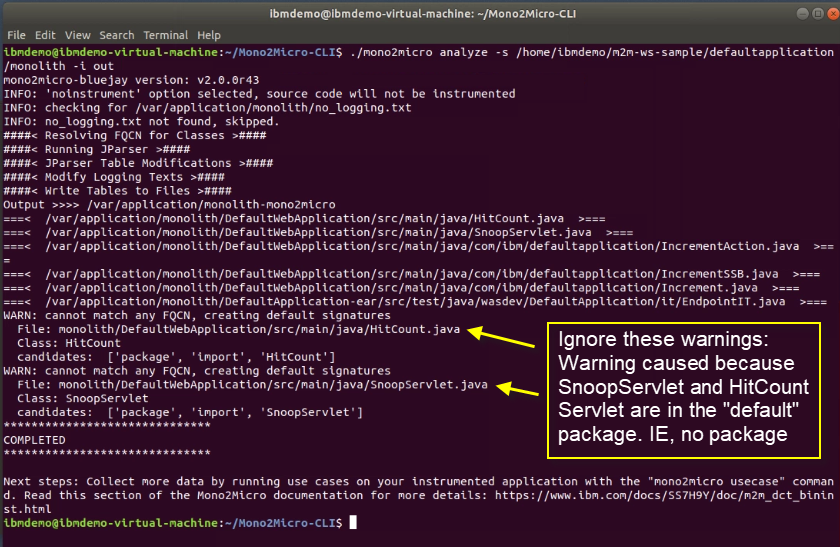 ibmdemo@ibmdemo-virtual-machine: ~/Mono2Micro-CLI
File Edit View Search Terminal Help
ibmdemo@ibmdemo-virtual-machine:~/Mono2Micro-CLI$ ./mono2micro analyze -s /home/ibmdemo/m2m-ws-sample/defaultapplication
/monolith -i out
mono2micro-bluejay version: v2.0.0r43
INFO: 'noinstrument' option selected, source code will not be instrumented
INFO: checking for /var/application/monolith/no_logging.txt
INFO: no_logging.txt not found, skipped.
####< Resolving FQCN for Classes >####
####< Running JParser >####
####< JParser Table Modifications >####
####< Modify Logging Texts >####
####< Write Tables to Files >####
Output >>>> /var/application/monolith-mono2micro
===<  /var/application/monolith/DefaultWebApplication/src/main/java/HitCount.java  >===
===<  /var/application/monolith/DefaultWebApplication/src/main/java/SnoopServlet.java  >===
===<  /var/application/monolith/DefaultWebApplication/src/main/java/com/ibm/defaultapplication/IncrementAction.java  >==
=
===<  /var/application/monolith/DefaultWebApplication/src/main/java/com/ibm/defaultapplication/IncrementSSB.java  >===
===<  /var/application/monolith/DefaultWebApplication/src/main/java/com/ibm/defaultapplication/Increment.java  >===
===<  /var/application/monolith/DefaultApplication-ear/src/test/java/wasdev/DefaultApplication/it/EndpointIT.java  >===
WARN: cannot match any FQCN, creating default signatures
  File: monolith/DefaultWebApplication/src/main/java/HitCount.java
  Class: HitCount
  candidates:  ['package', 'import', 'HitCount']
WARN: cannot match any FQCN, creating default signatures
  File: monolith/DefaultWebApplication/src/main/java/SnoopServlet.java
  Class: SnoopServlet
  candidates:  ['package', 'import', 'SnoopServlet']
******************************
COMPLETED
******************************
Next steps: Collect more data by running use cases on your instrumented application with the "mono2micro usecase" comman
d. Read this section of the Mono2Micro documentation for more details: https://www.ibm.com/docs/SS7H9Y/doc/m2m_dct_binin
st.html
ibmdemo@ibmdemo-virtual-machine:~/Mono2Micro-CLI$
Ignore these warnings:
Warning caused because
SnoopServlet and HitCount
Servlet are in the "default"
package. IE, no package